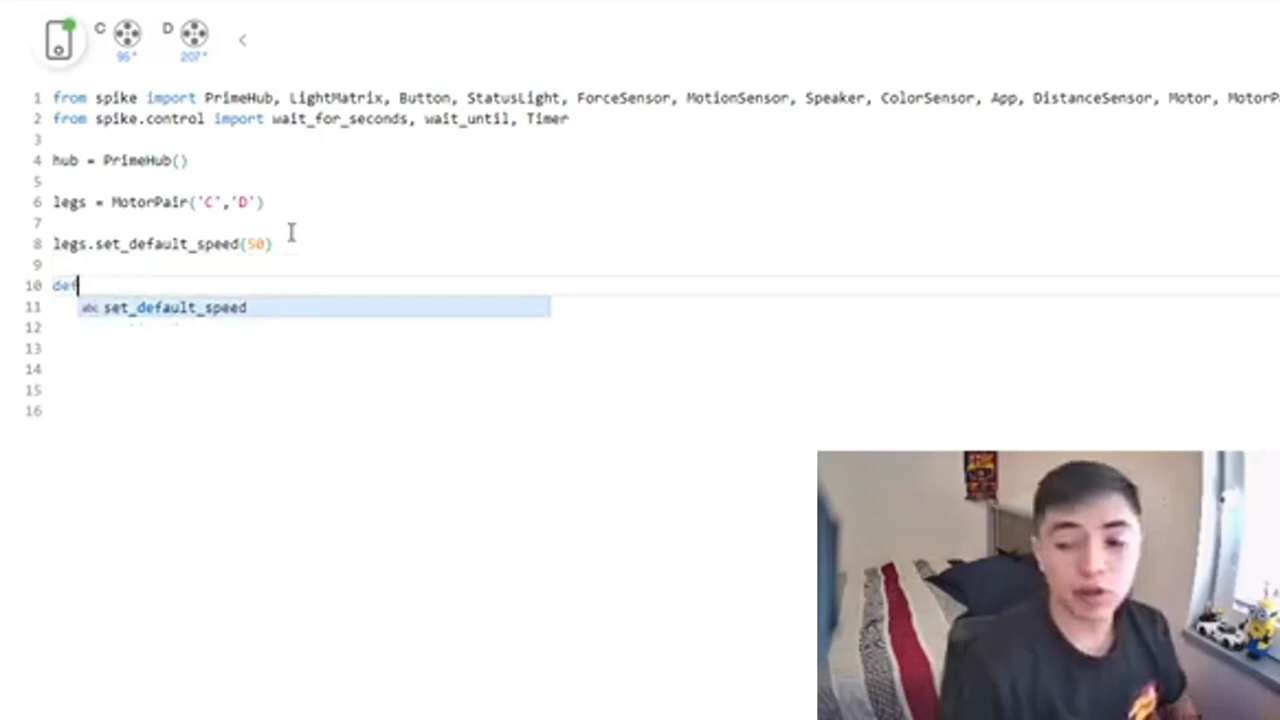 C D
95° 207°
1 from spike import PrimeHub, LightMatrix, Button, StatusLight, ForceSensor, MotionSensor, Speaker, ColorSensor, App, DistanceSensor, Motor, MotorP
2 from spike.control import wait_for_seconds, wait_until, Timer
3
4 hub = PrimeHub()
5
6 legs = MotorPair('C','D')
7
8 legs.set_default_speed(50)
9
10 def
11 abc set_default_speed
12
13
14
15
16